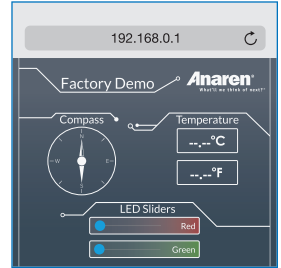 192.168.0.1
Factory Demo
Anaren®
What'll we think of next?®
Compass
N
W
E
S
Temperature
--.--°C
--.--°F
LED Sliders
Red
Green